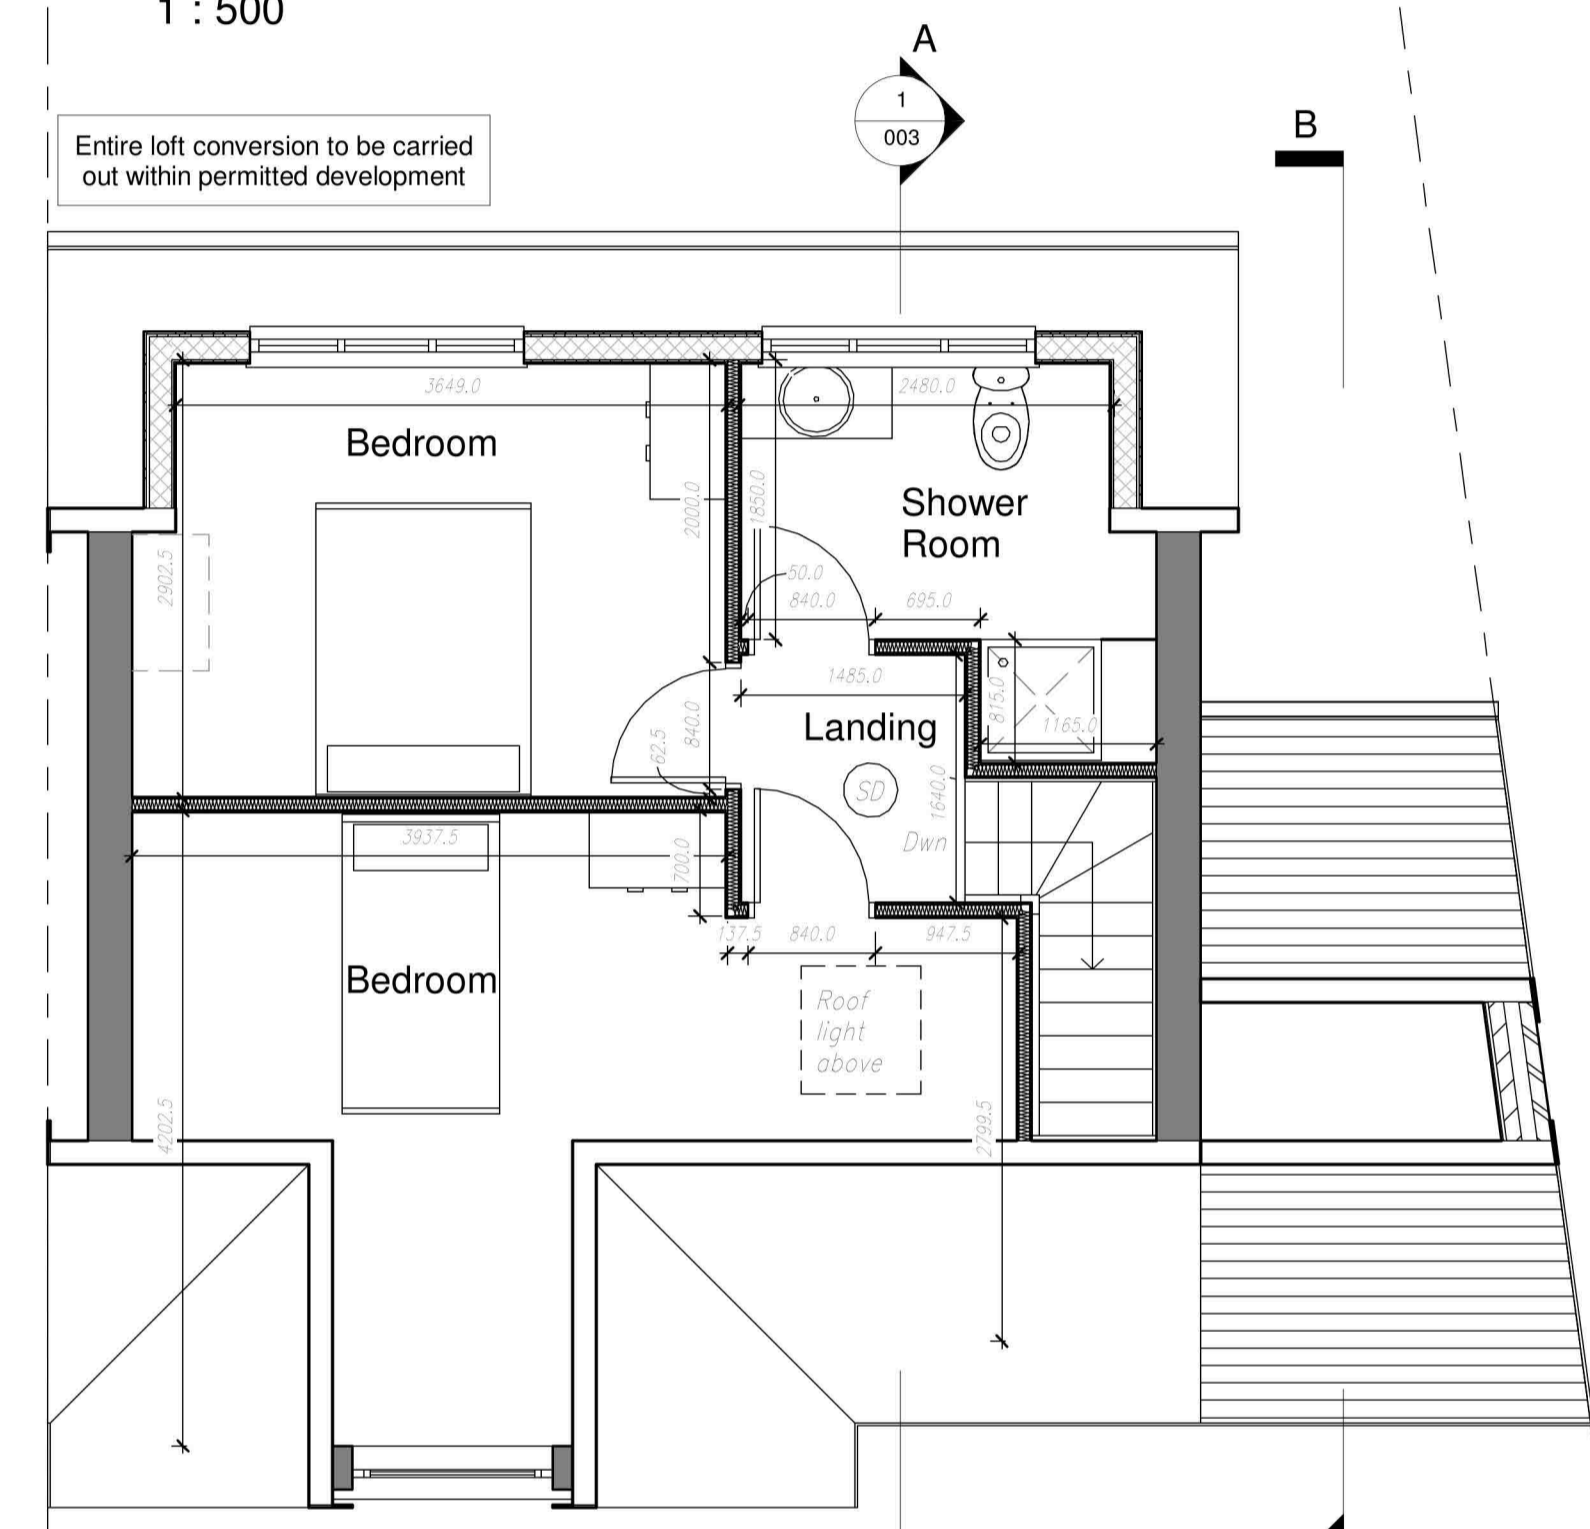 1 : 500
A
1
003
B
Entire loft conversion to be carried
out within permitted development
3649.0
2480.0
Bedroom
2000.0
1850.0
Shower
Room
2902.5
50.0
840.0
695.0
1485.0
815.0
1165.0
Landing
840.0
62.5
SD
1640.0
Dwn
3937.5
700.0
137.5
840.0
947.5
Bedroom
Roof
light
above
4202.5
2799.5